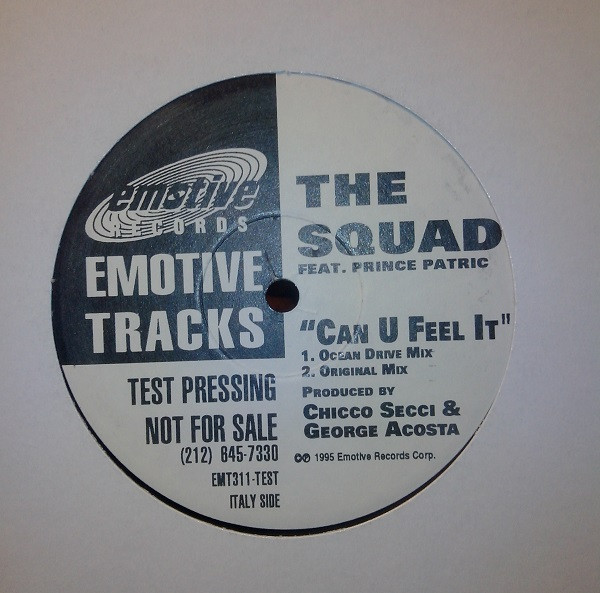 emotive
RECORDS
EMOTIVE
TRACKS
TEST PRESSING
NOT FOR SALE
(212) 645-7330
EMT311-TEST
ITALY SIDE
THE
SQUAD
FEAT. PRINCE PATRIC
"CAN U FEEL IT"
1. OCEAN DRIVE MIX
2. ORIGINAL MIX
PRODUCED BY
CHICCO SECCI &
GEORGE ACOSTA
©℗ 1995 Emotive Records Corp.